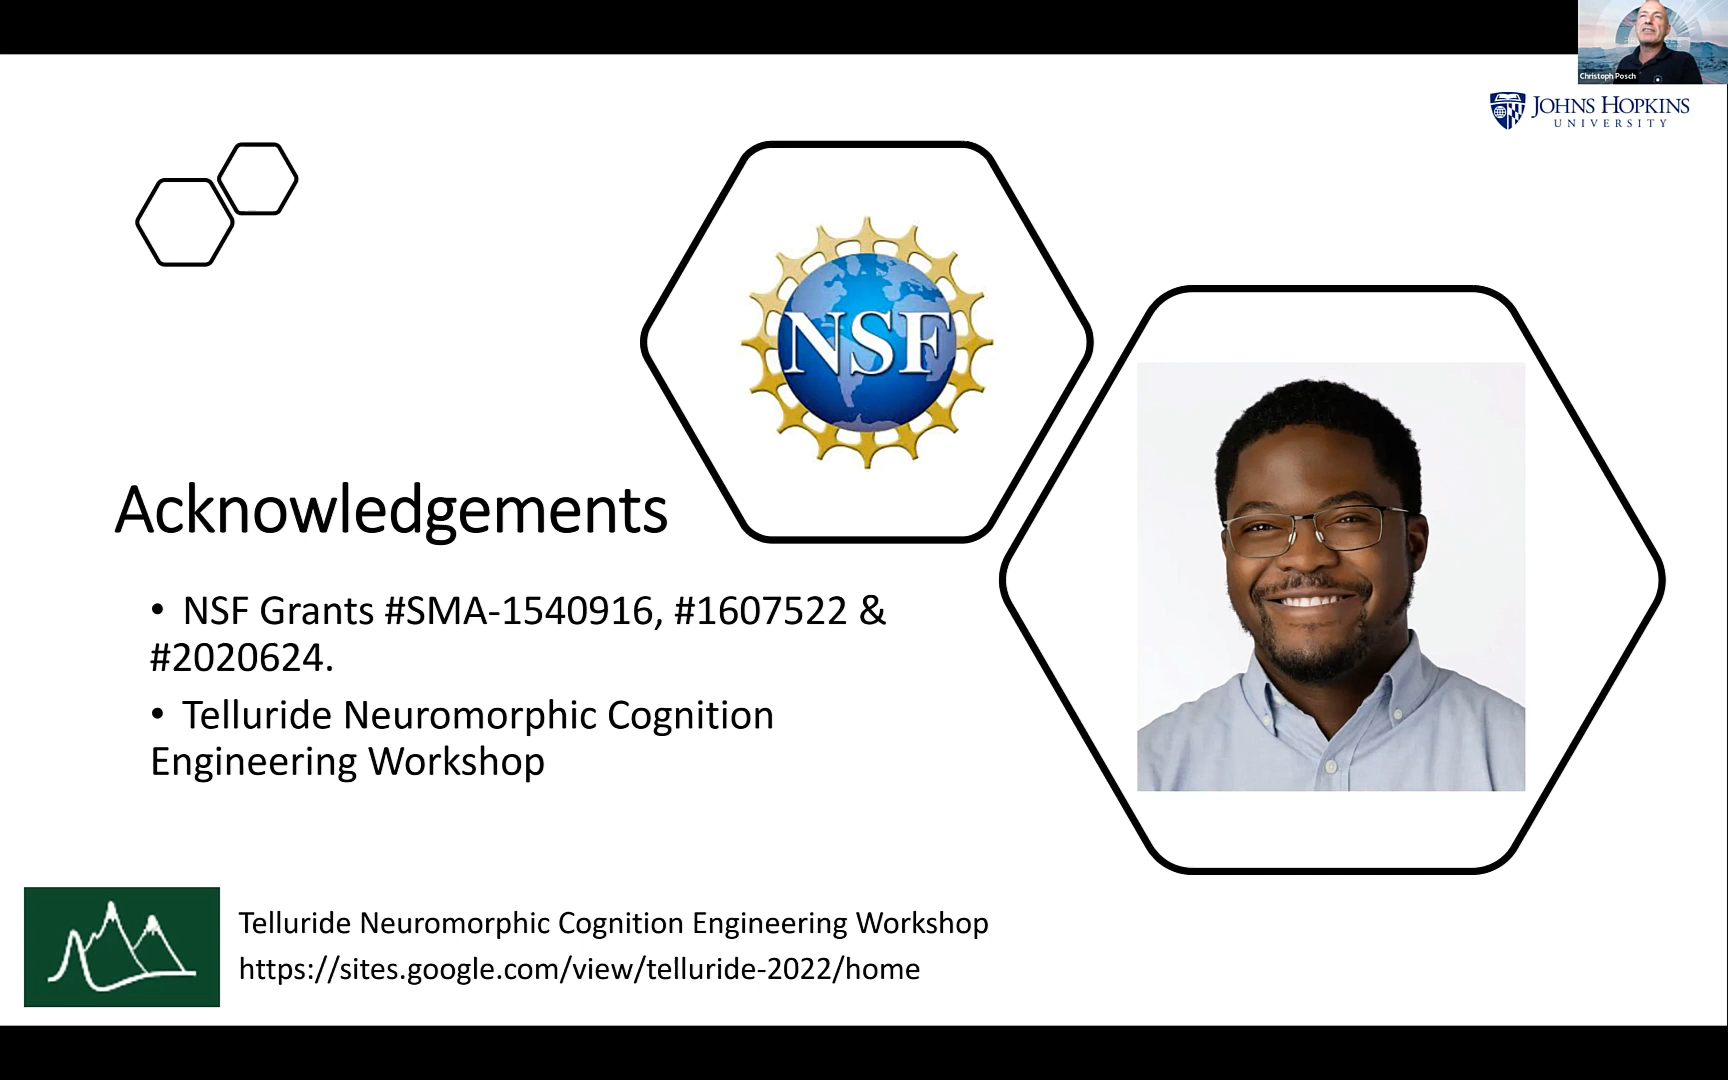 Christoph Posch
JOHNS HOPKINS
UNIVERSITY
NSF
Acknowledgements
• NSF Grants #SMA-1540916, #1607522 &
#2020624.
• Telluride Neuromorphic Cognition
Engineering Workshop
Telluride Neuromorphic Cognition Engineering Workshop
https://sites.google.com/view/telluride-2022/home